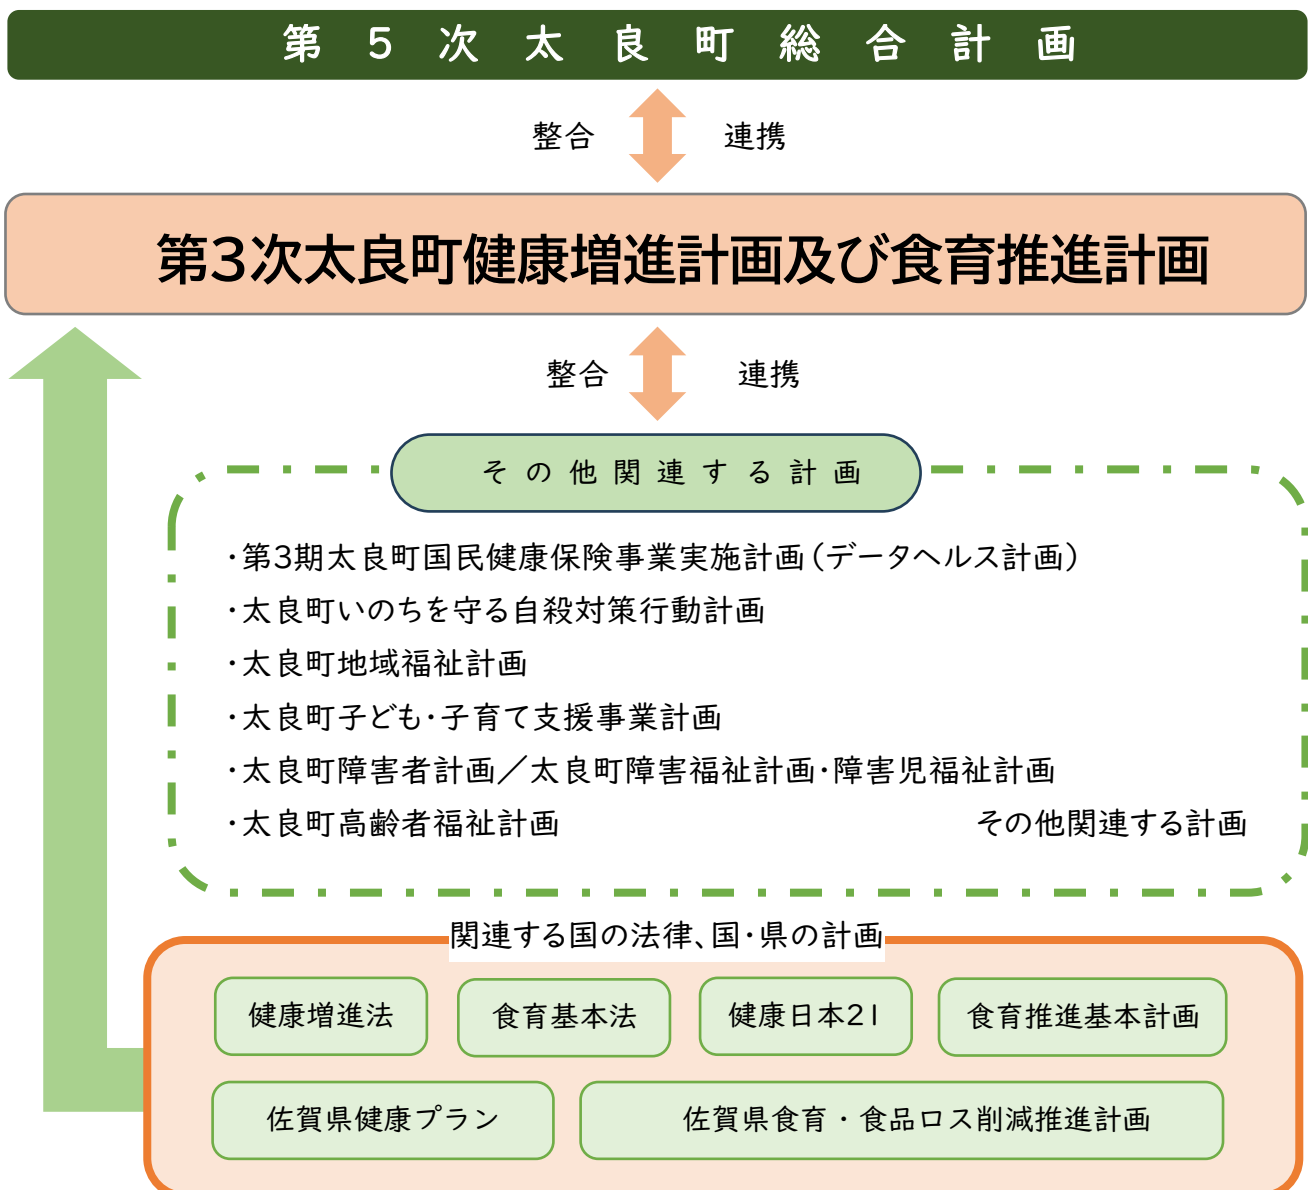 第5次太良町総合計画
整合 連携
第3次太良町健康増進計画及び食育推進計画
整合 連携
その他関連する計画
・第3期太良町国民健康保険事業実施計画(データヘルス計画)
・太良町いのちを守る自殺対策行動計画
・太良町地域福祉計画
・太良町子ども・子育て支援事業計画
・太良町障害者計画/太良町障害福祉計画・障害児福祉計画
・太良町高齢者福祉計画 その他関連する計画
関連する国の法律、国・県の計画
健康増進法 食育基本法 健康日本21 食育推進基本計画
佐賀県健康プラン 佐賀県食育・食品ロス削減推進計画